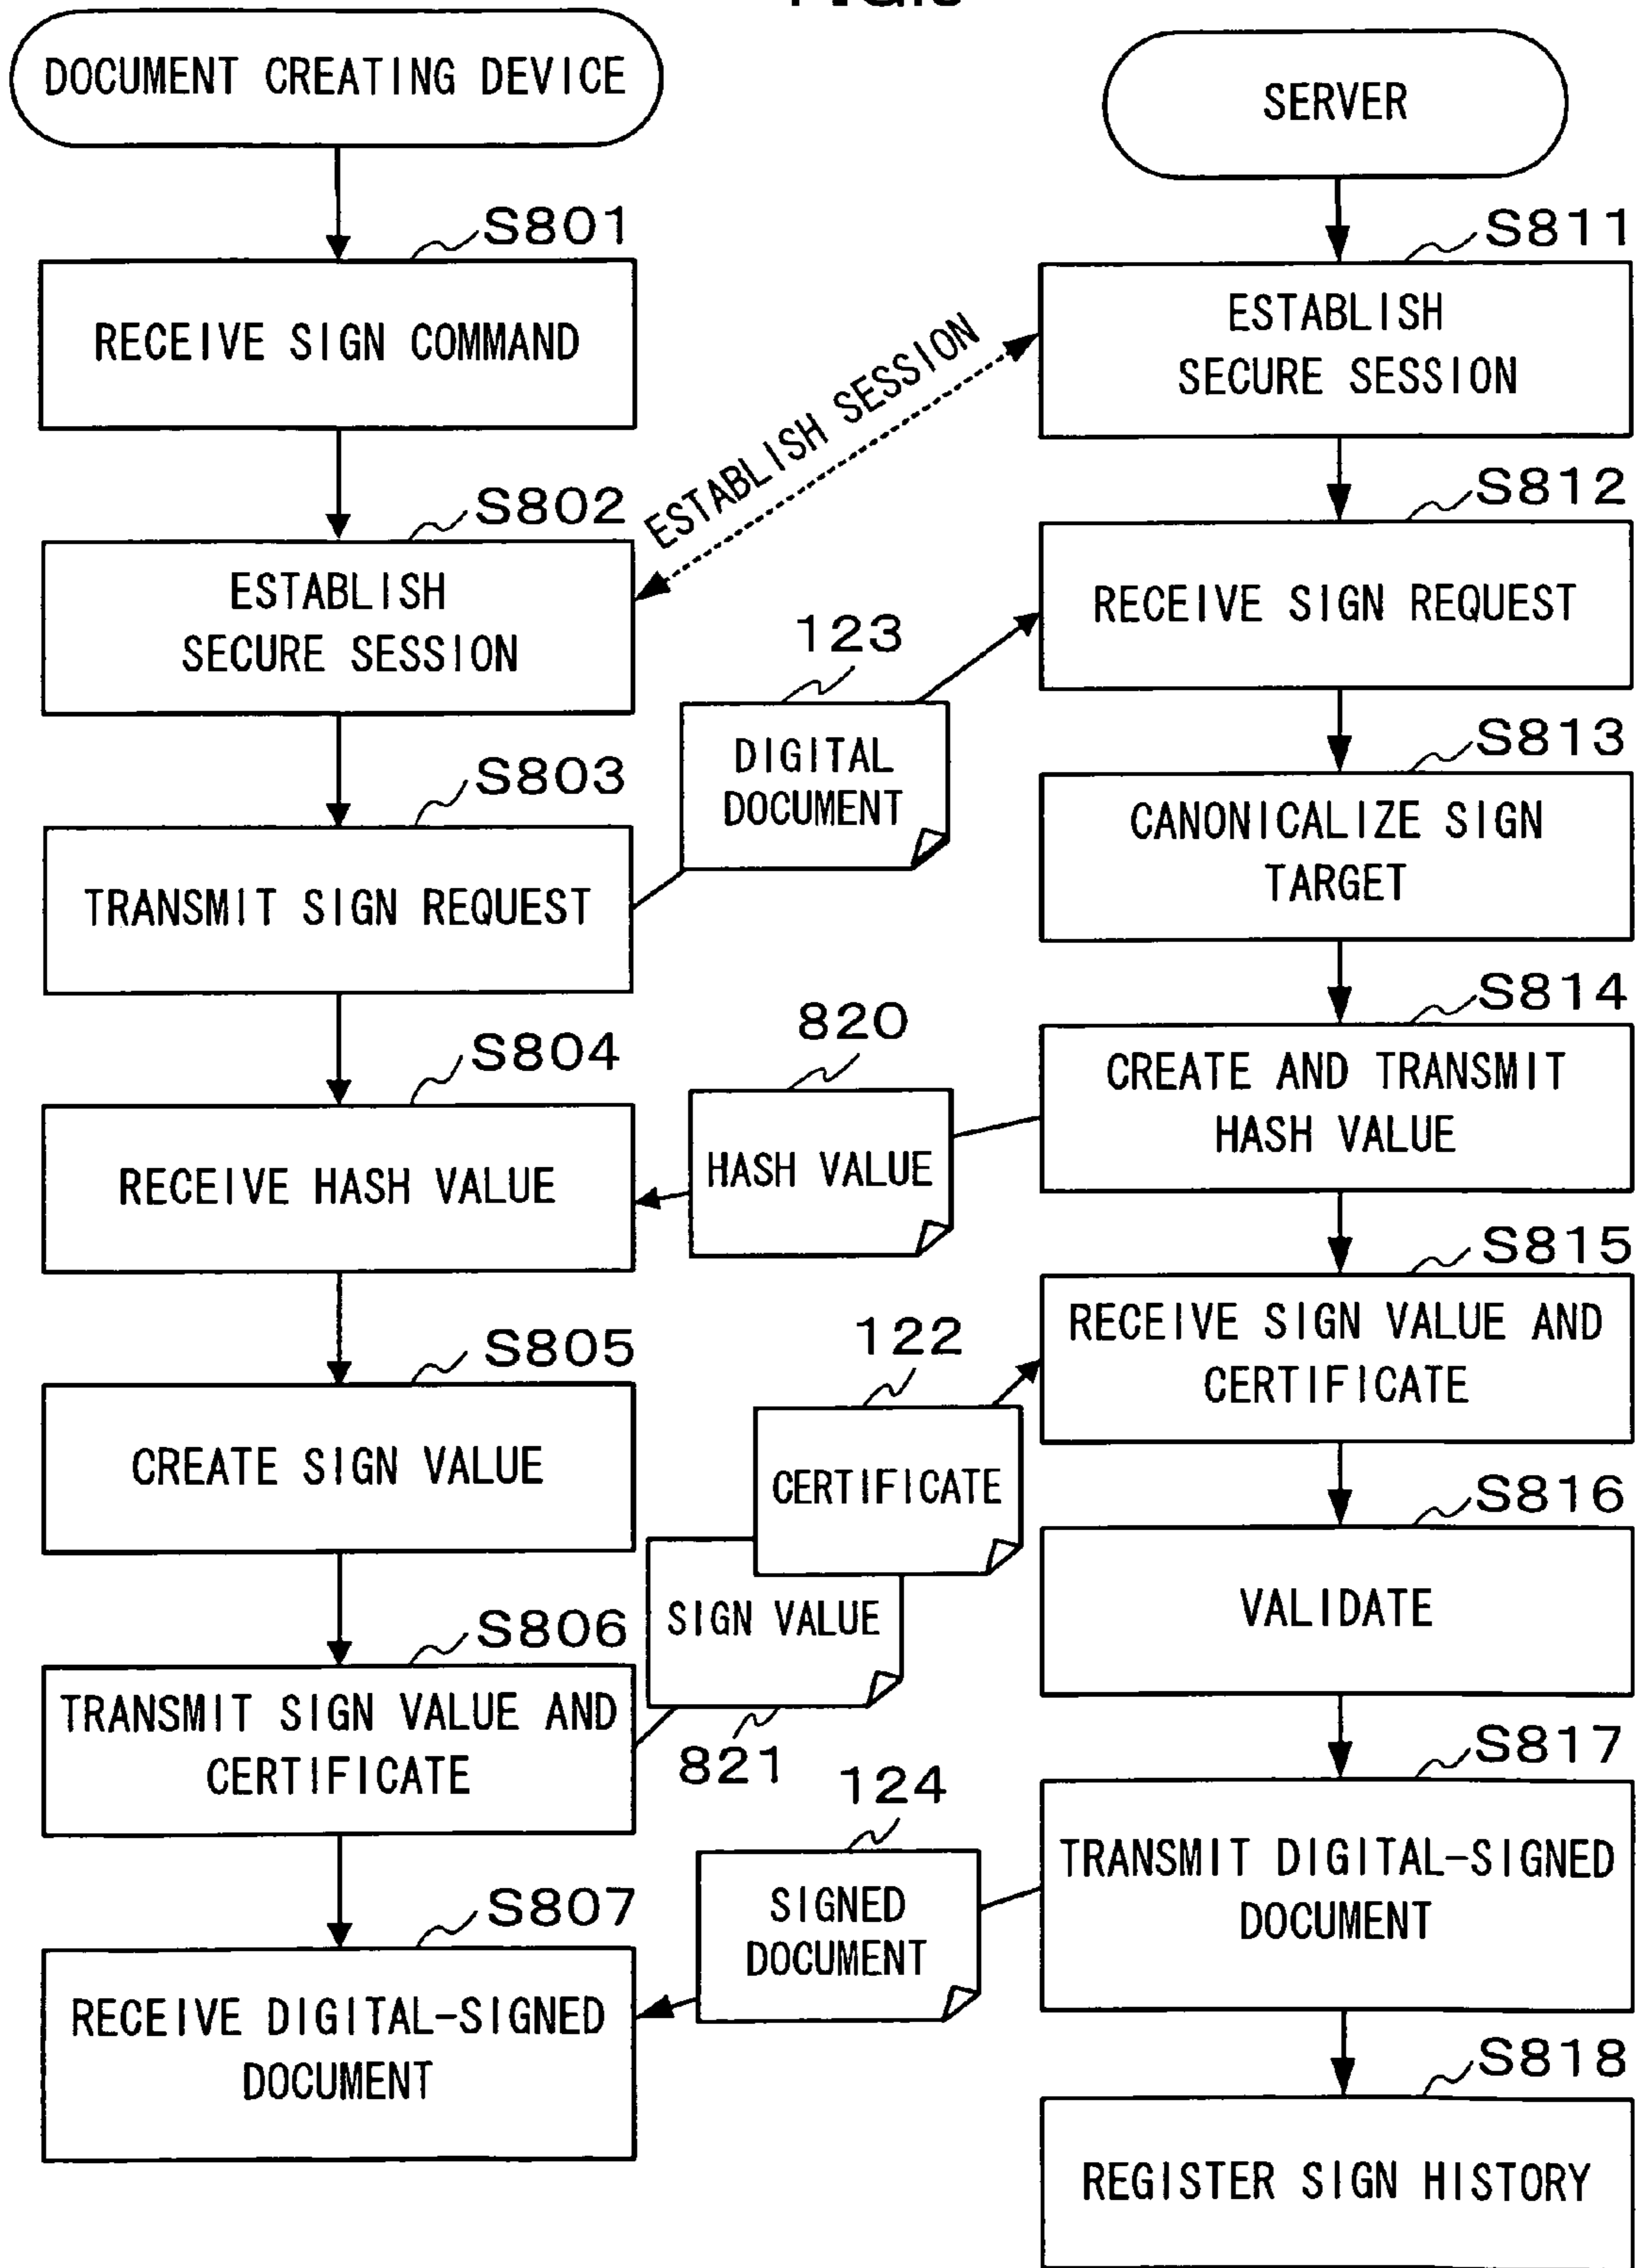 DOCUMENT CREATING DEVICE
SERVER
S801
RECEIVE SIGN COMMAND
S811
ESTABLISH
SECURE SESSION
ESTABLISH SESSION
S802
ESTABLISH
SECURE SESSION
S812
RECEIVE SIGN REQUEST
123
DIGITAL
DOCUMENT
S803
TRANSMIT SIGN REQUEST
S813
CANONICALIZE SIGN
TARGET
S804
RECEIVE HASH VALUE
820
HASH VALUE
S814
CREATE AND TRANSMIT
HASH VALUE
S805
CREATE SIGN VALUE
S815
RECEIVE SIGN VALUE AND
CERTIFICATE
122
CERTIFICATE
SIGN VALUE
821
S806
TRANSMIT SIGN VALUE AND
CERTIFICATE
S816
VALIDATE
S817
TRANSMIT DIGITAL-SIGNED
DOCUMENT
124
SIGNED
DOCUMENT
S807
RECEIVE DIGITAL-SIGNED
DOCUMENT
S818
REGISTER SIGN HISTORY